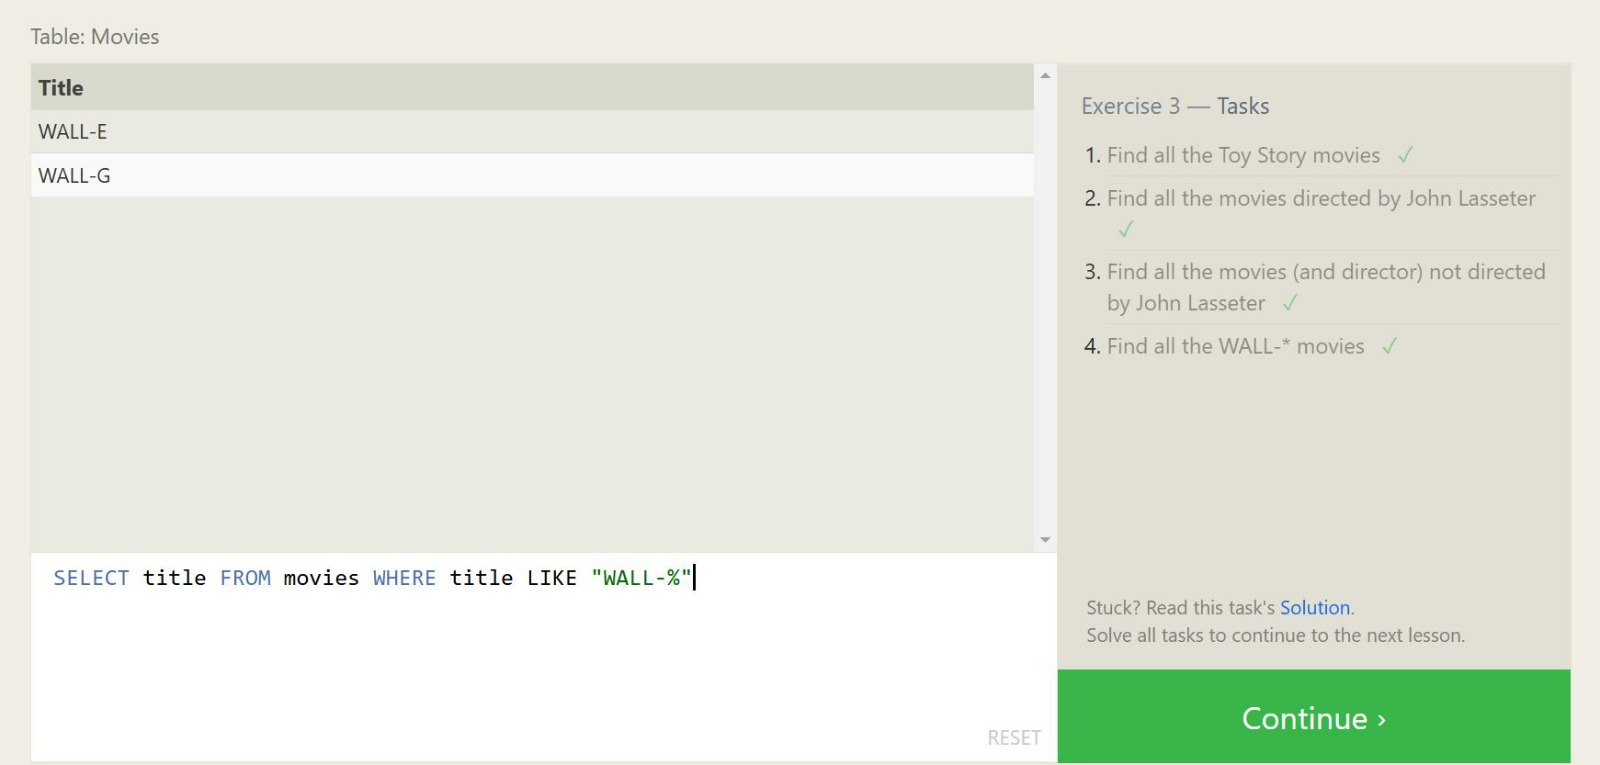 Table: Movies
Title
WALL-E
WALL-G
SELECT title FROM movies WHERE title LIKE "WALL-%"
RESET
Exercise 3 — Tasks
1. Find all the Toy Story movies ✓
2. Find all the movies directed by John Lasseter
✓
3. Find all the movies (and director) not directed
by John Lasseter ✓
4. Find all the WALL-* movies ✓
Stuck? Read this task's Solution.
Solve all tasks to continue to the next lesson.
Continue ›